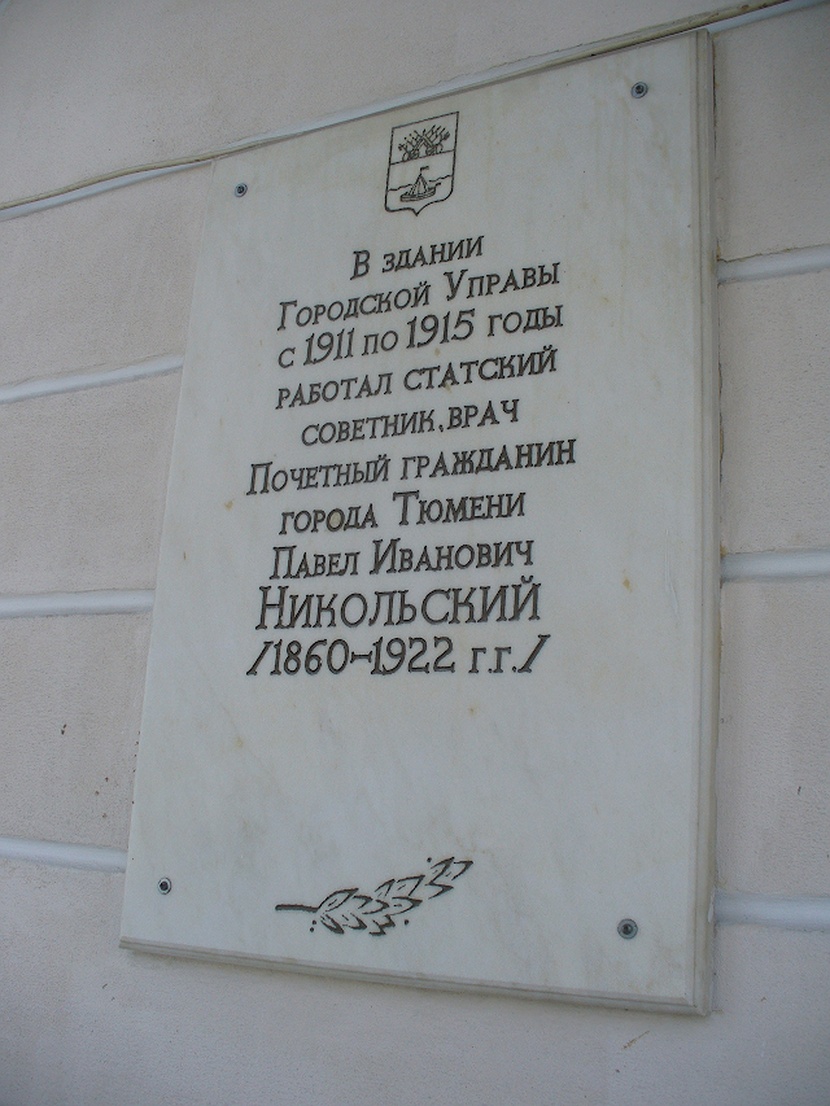 В здании
Городской Управы
с 1911 по 1915 годы
работал статский
советник, врач
Почетный гражданин
города Тюмени
Павел Иванович
Никольский
/1860-1922 г.г./